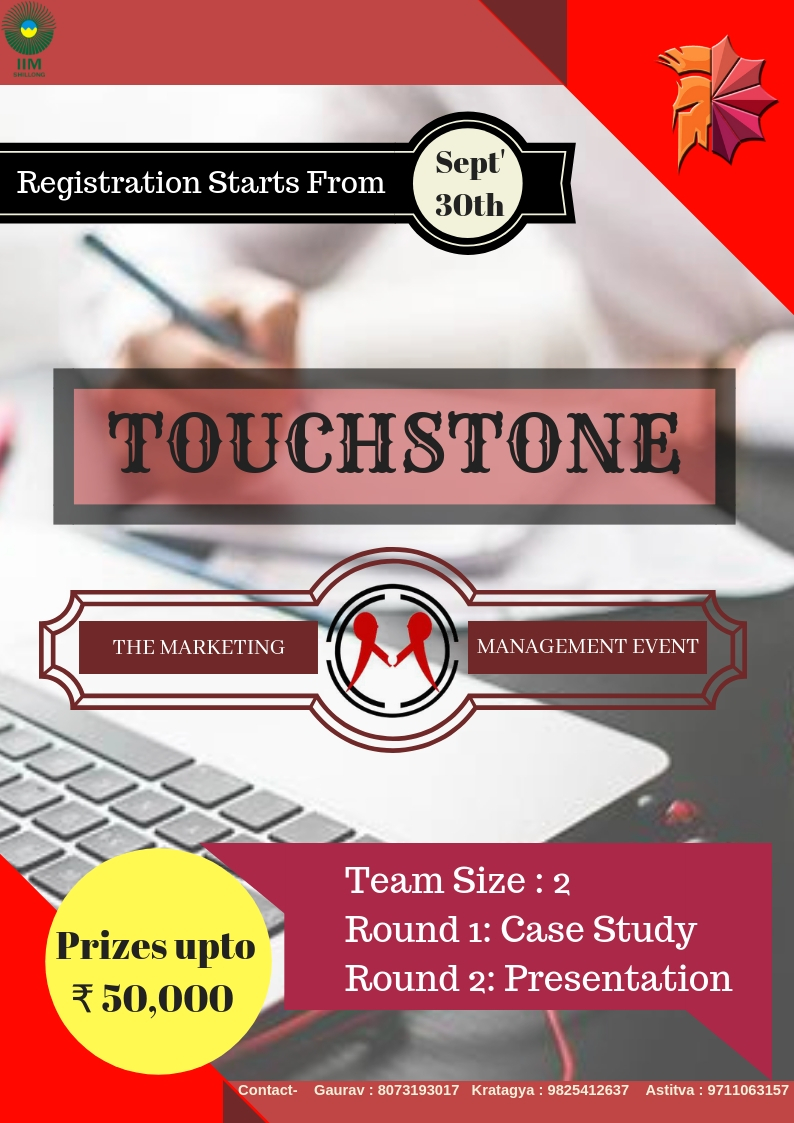 IIM
SHILLONG
Registration Starts From
Sept'
30th
TOUCHSTONE
THE MARKETING
MANAGEMENT EVENT
Team Size : 2
Round 1: Case Study
Round 2: Presentation
Prizes upto
₹ 50,000
Contact- Gaurav : 8073193017 Kratagya : 9825412637 Astitva : 9711063157